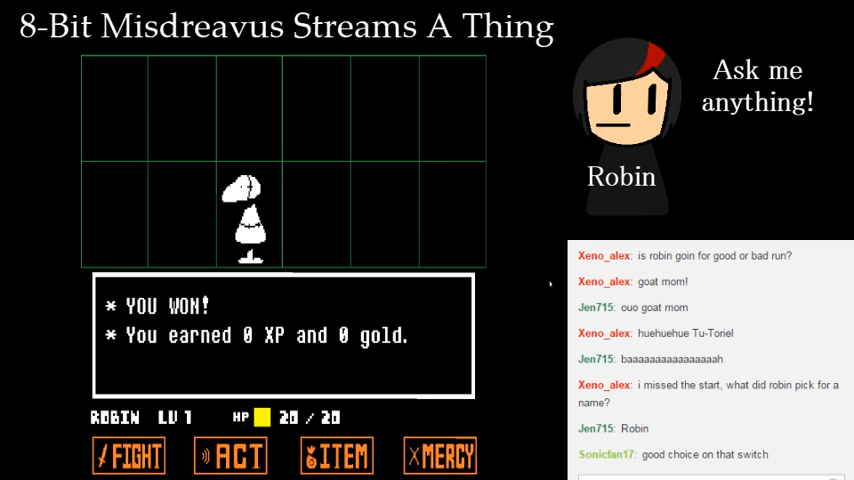 8-Bit Misdreavus Streams A Thing
Ask me
anything!
Robin
* YOU WON!
* You earned 0 XP and 0 gold.
ROBIN LV 1 HP 20 / 20
FIGHT ACT ITEM MERCY
Xeno_alex: is robin goin for good or bad run?
Xeno_alex: goat mom!
Jen715: ouo goat mom
Xeno_alex: huehuehue Tu-Toriel
Jen715: baaaaaaaaaaaaaaah
Xeno_alex: i missed the start, what did robin pick for a
name?
Jen715: Robin
Sonicfan17: good choice on that switch